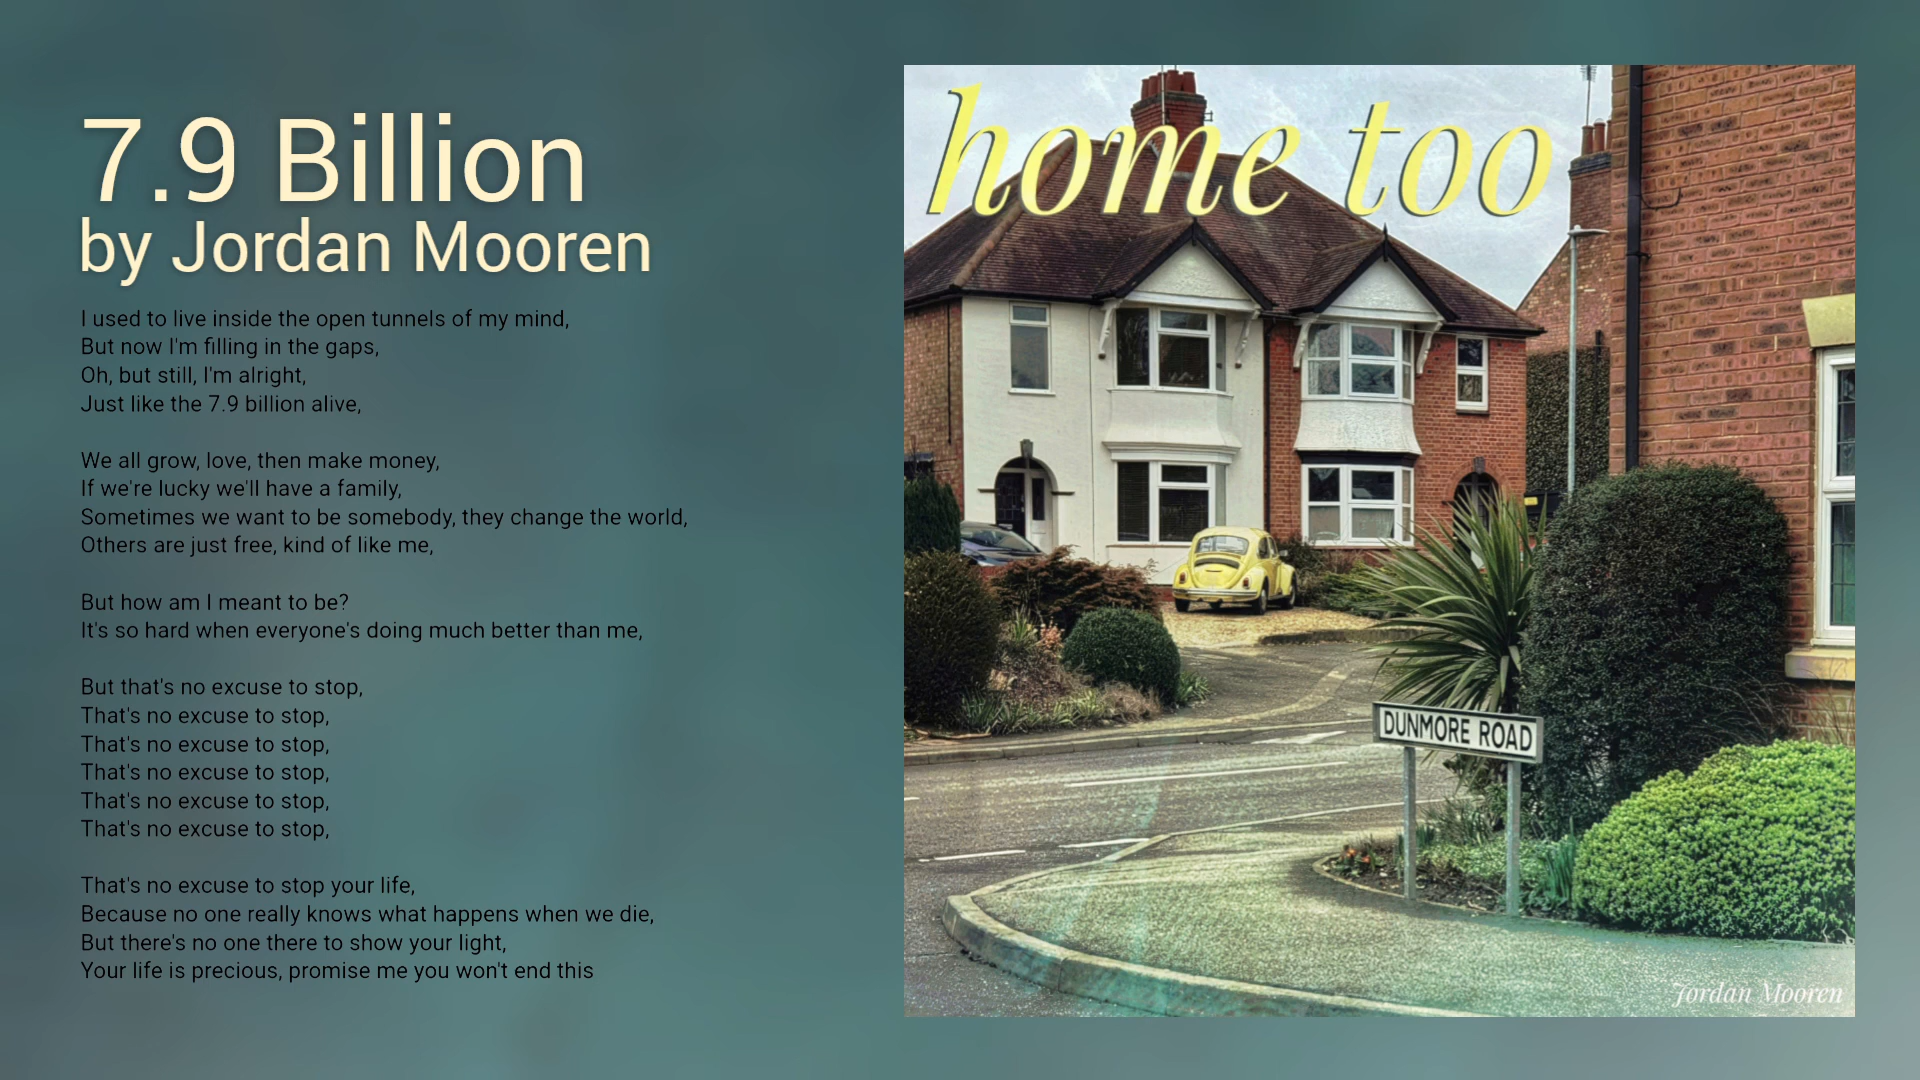 7.9 Billion
by Jordan Mooren
I used to live inside the open tunnels of my mind,
But now I'm filling in the gaps,
Oh, but still, I'm alright,
Just like the 7.9 billion alive,
We all grow, love, then make money,
If we're lucky we'll have a family,
Sometimes we want to be somebody, they change the world,
Others are just free, kind of like me,
But how am I meant to be?
It's so hard when everyone's doing much better than me,
But that's no excuse to stop,
That's no excuse to stop,
That's no excuse to stop,
That's no excuse to stop,
That's no excuse to stop,
That's no excuse to stop,
That's no excuse to stop your life,
Because no one really knows what happens when we die,
But there's no one there to show your light,
Your life is precious, promise me you won't end this
home too
DUNMORE ROAD
Jordan Mooren